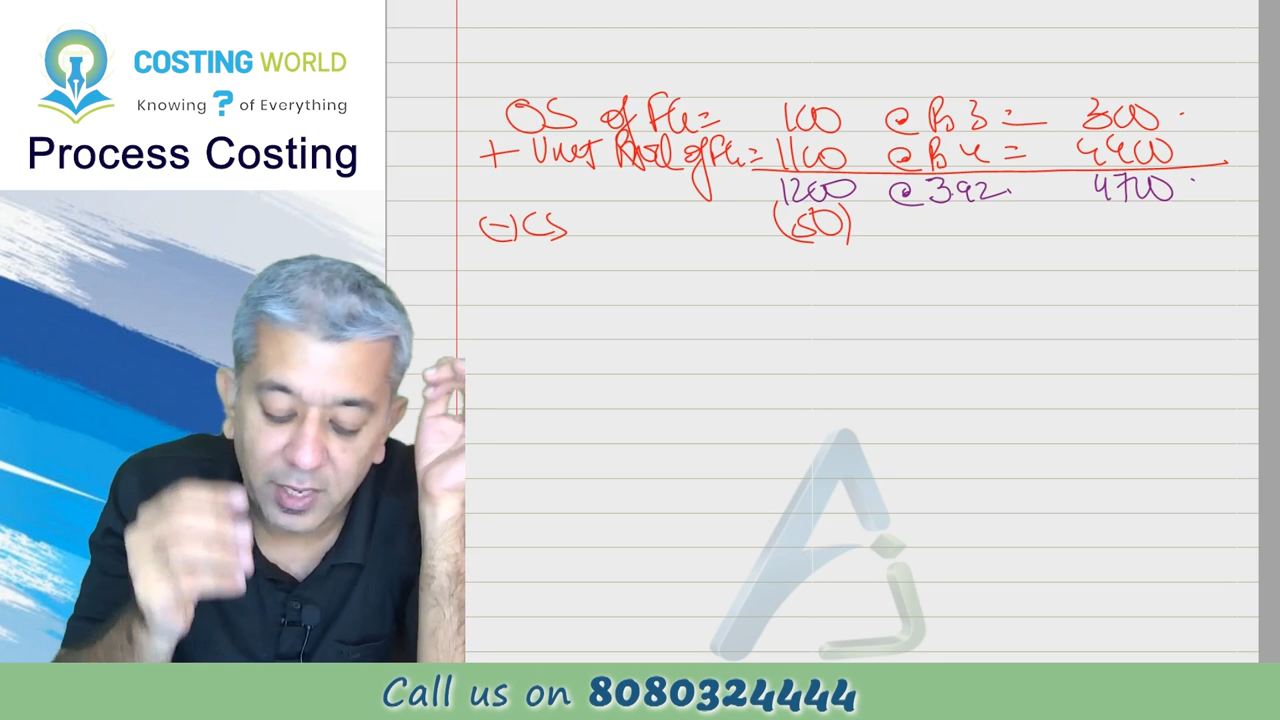 COSTING WORLD
Knowing ? of Everything
Process Costing
OS of FG = 100 @ Rs 3 = 300
+ Unit of FG = 1100 @ Rs 4 = 4400
1200 @ 3.92 4700
(-) CS (50)
Call us on 8080324444